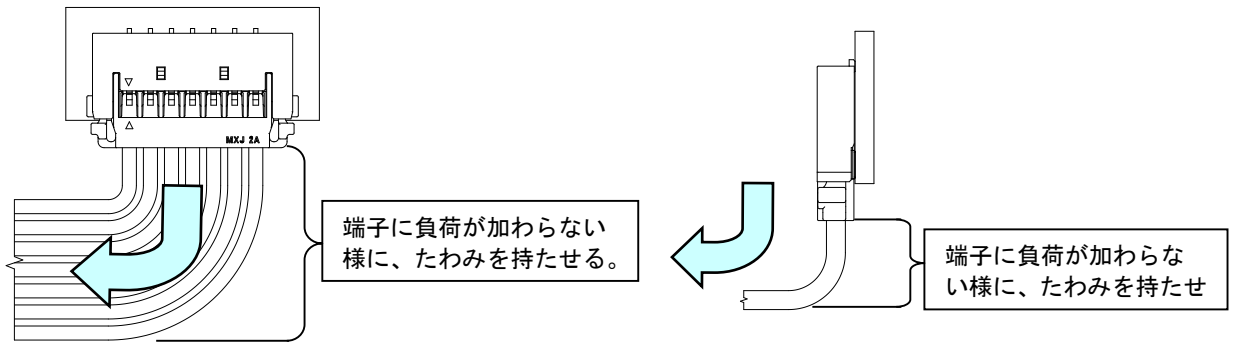 MXJ 2A
端子に負荷が加わらない
様に、たわみを持たせる。
端子に負荷が加わらな
い様に、たわみを持たせ